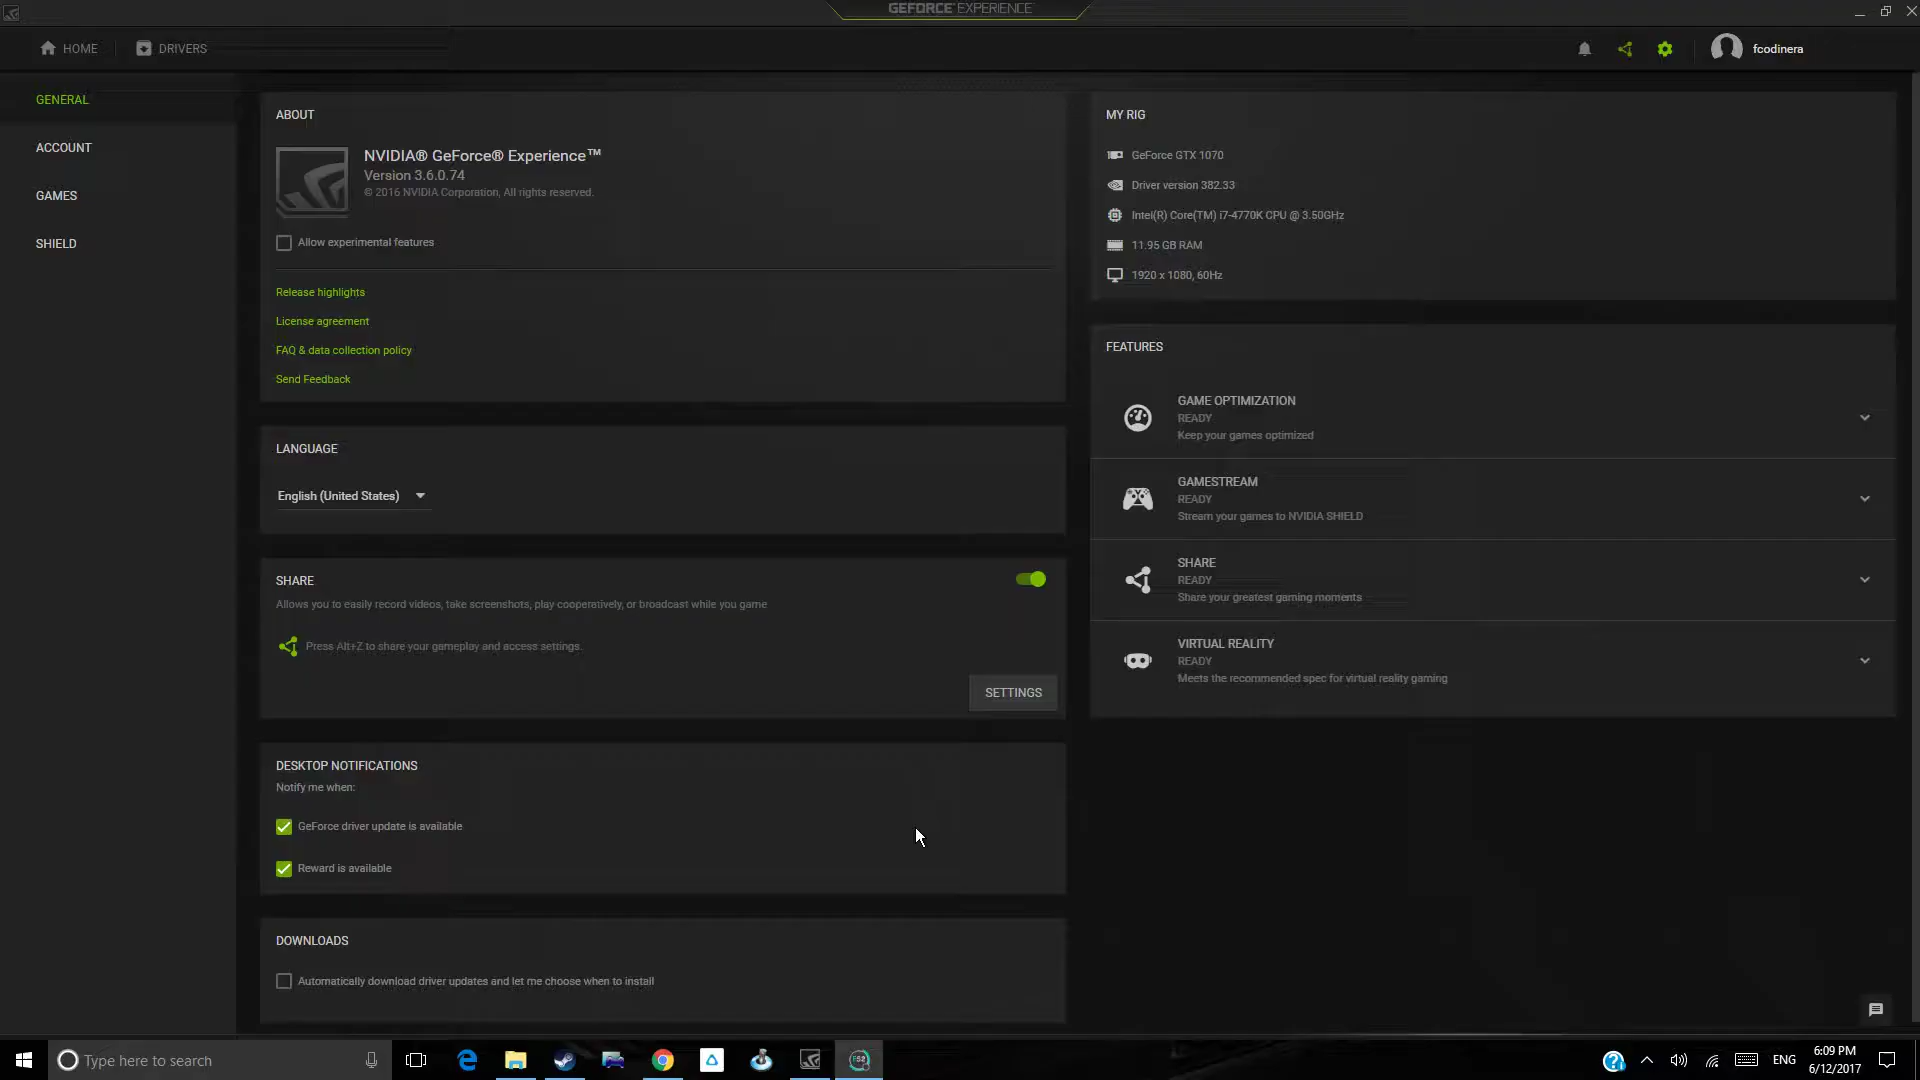 GEFORCE EXPERIENCE
HOME
DRIVERS
fcodinera
GENERAL
ACCOUNT
GAMES
SHIELD
ABOUT
NVIDIA® GeForce® Experience™
Version 3.6.0.74
© 2016 NVIDIA Corporation, All rights reserved.
Allow experimental features
Release highlights
License agreement
FAQ & data collection policy
Send Feedback
LANGUAGE
English (United States)
SHARE
Allows you to easily record videos, take screenshots, play cooperatively, or broadcast while you game
Press Alt+Z to share your gameplay and access settings.
SETTINGS
DESKTOP NOTIFICATIONS
Notify me when:
GeForce driver update is available
Reward is available
DOWNLOADS
Automatically download driver updates and let me choose when to install
MY RIG
GeForce GTX 1070
Driver version 382.33
Intel(R) Core(TM) i7-4770K CPU @ 3.50GHz
11.95 GB RAM
1920 x 1080, 60Hz
FEATURES
GAME OPTIMIZATION
READY
Keep your games optimized
GAMESTREAM
READY
Stream your games to NVIDIA SHIELD
SHARE
READY
Share your greatest gaming moments
VIRTUAL REALITY
READY
Meets the recommended spec for virtual reality gaming
Type here to search
ENG
6:09 PM
6/12/2017